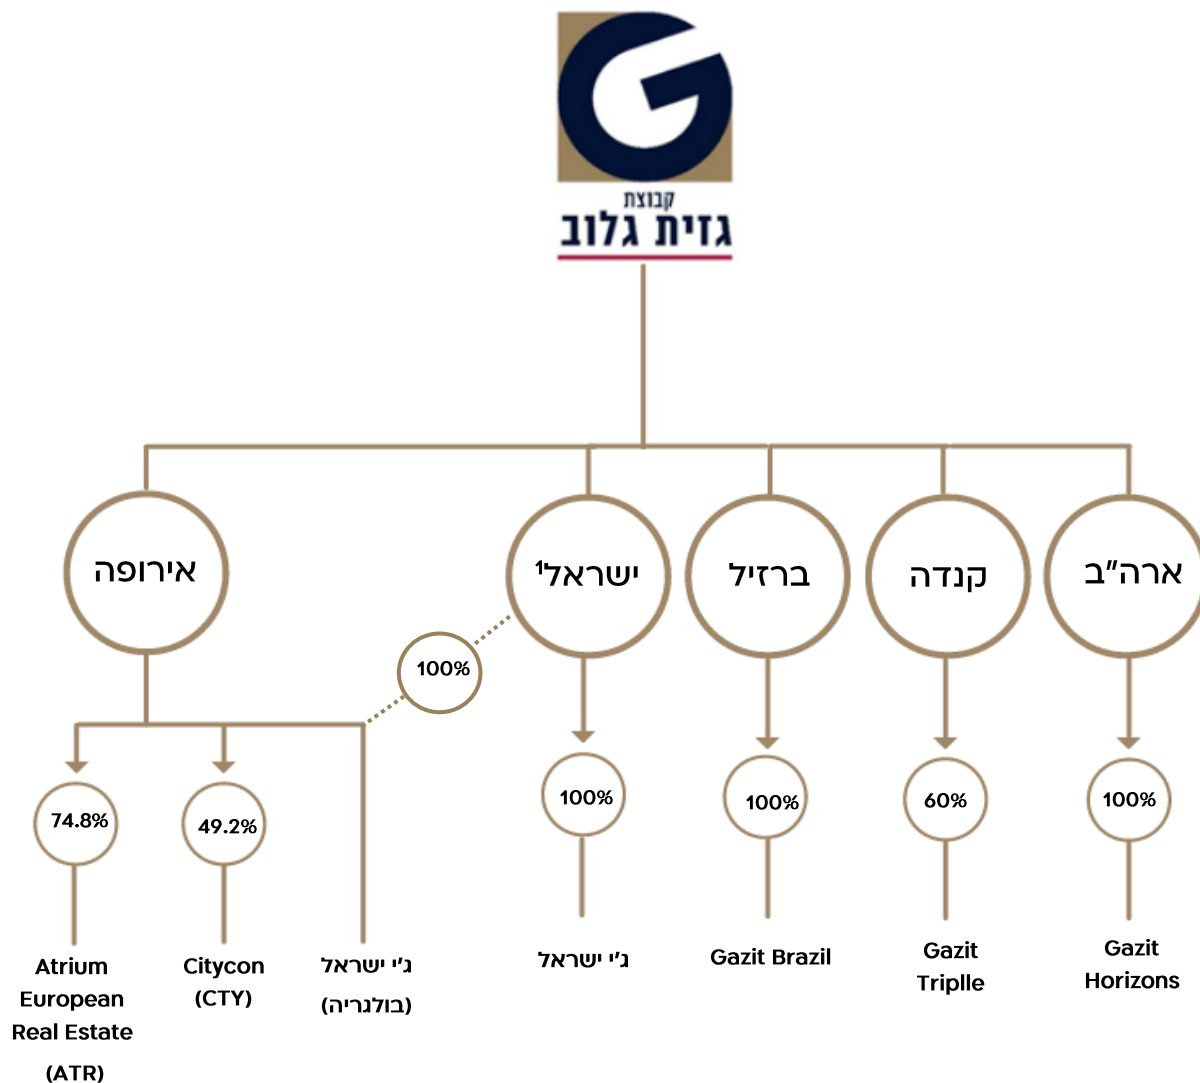 קבוצת
גזית גלוב
אירופה
ישראל¹
ברזיל
קנדה
ארה"ב
100%
74.8%
49.2%
100%
100%
60%
100%
Atrium
European
Real Estate
(ATR)
Citycon
(CTY)
ג'י ישראל
(בולגריה)
ג'י ישראל
Gazit Brazil
Gazit
Triplle
Gazit
Horizons